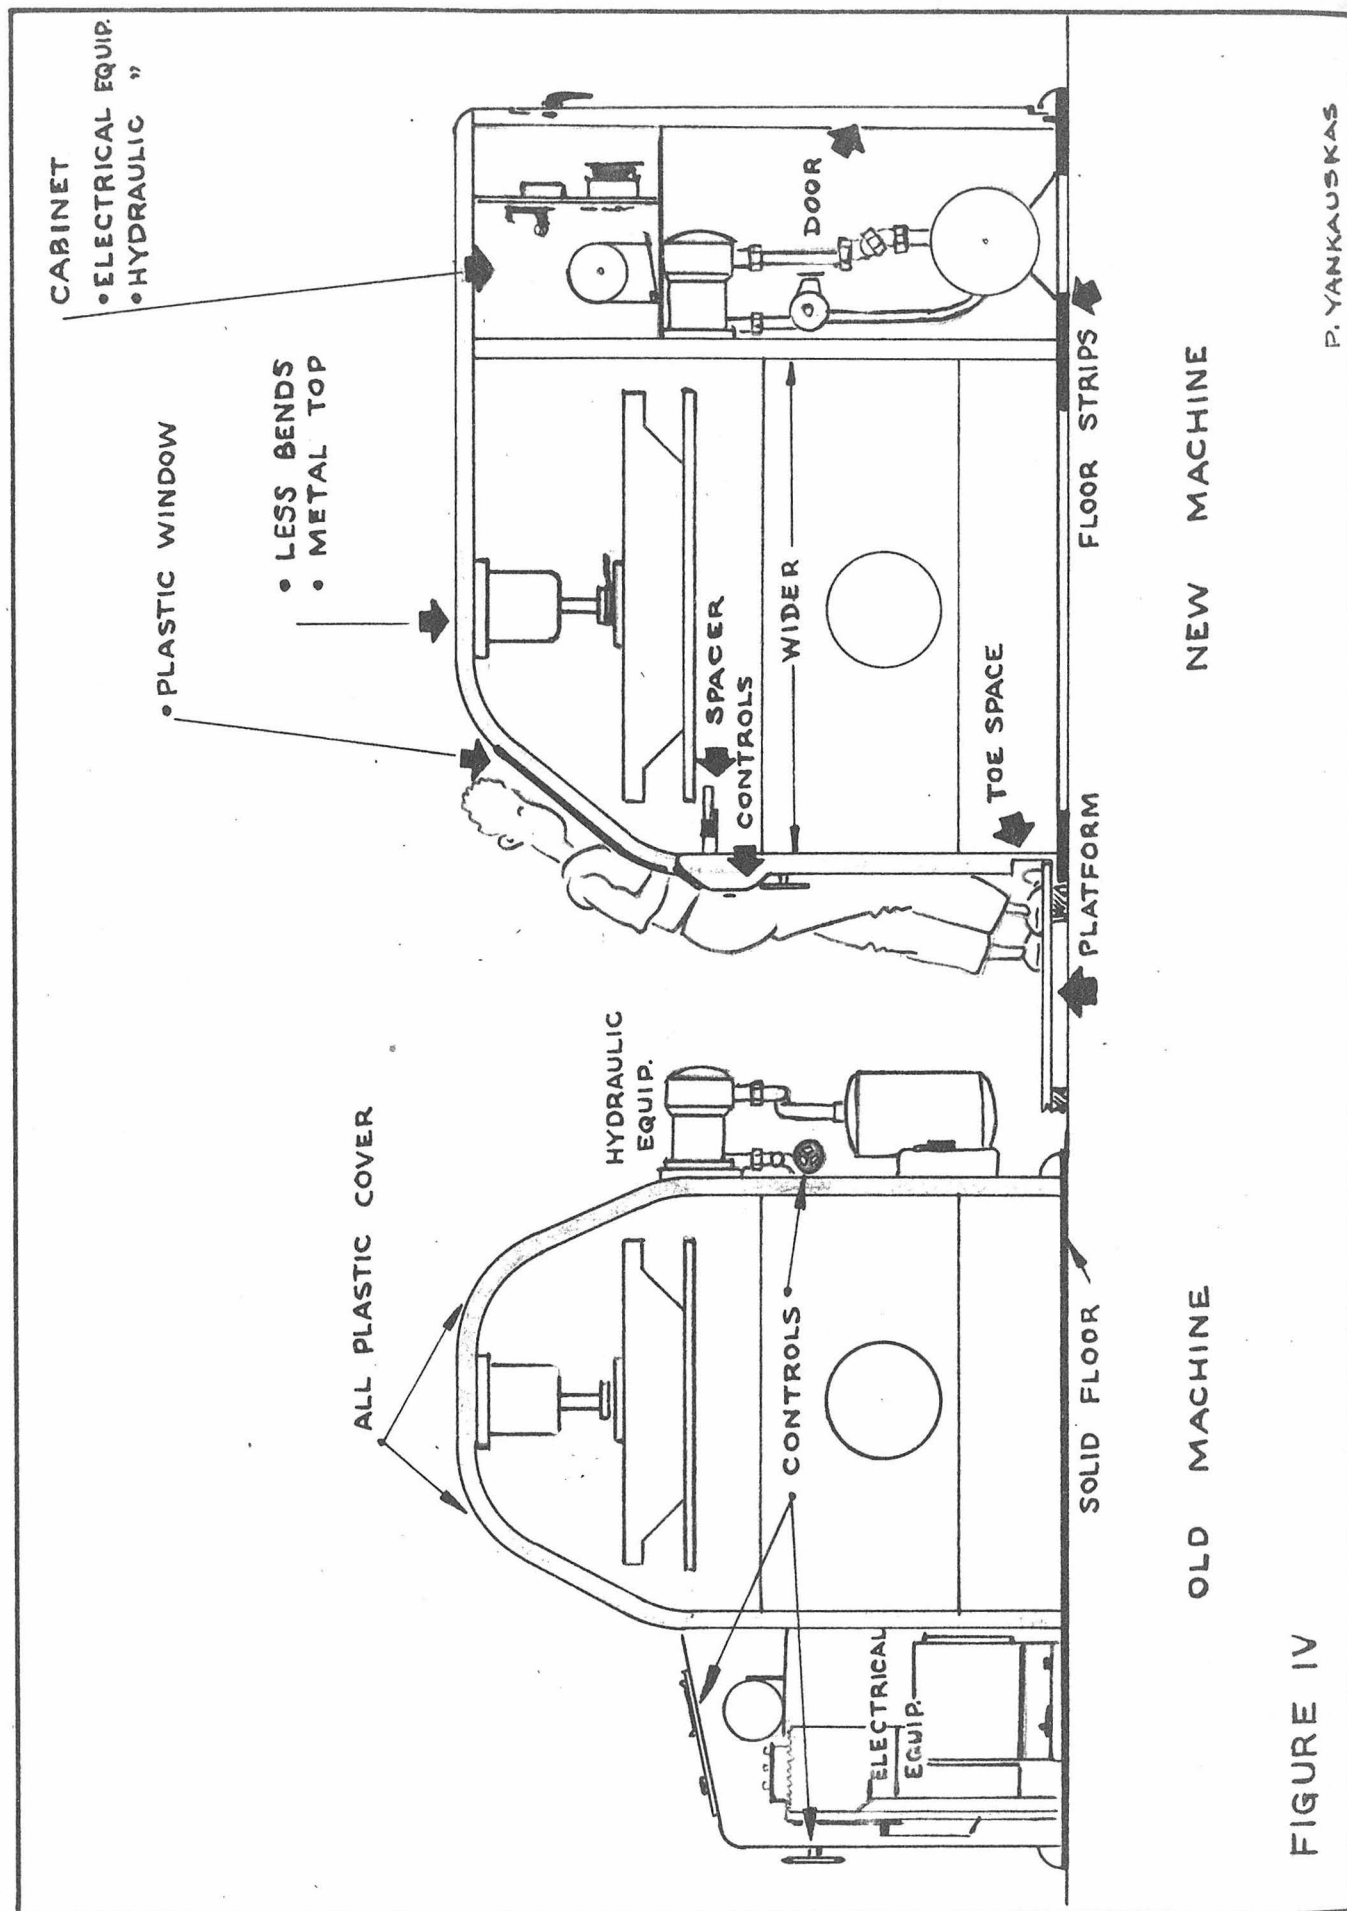 CABINET
• ELECTRICAL EQUIP.
• HYDRAULIC "
• PLASTIC WINDOW
• LESS BENDS
• METAL TOP
ALL PLASTIC COVER
HYDRAULIC
EQUIP.
SPACER
CONTROLS
WIDER
DOOR
CONTROLS
TOE SPACE
ELECTRICAL
EQUIP.
SOLID FLOOR
PLATFORM
FLOOR STRIPS
OLD MACHINE
NEW MACHINE
FIGURE IV
P. YANKAUSKAS